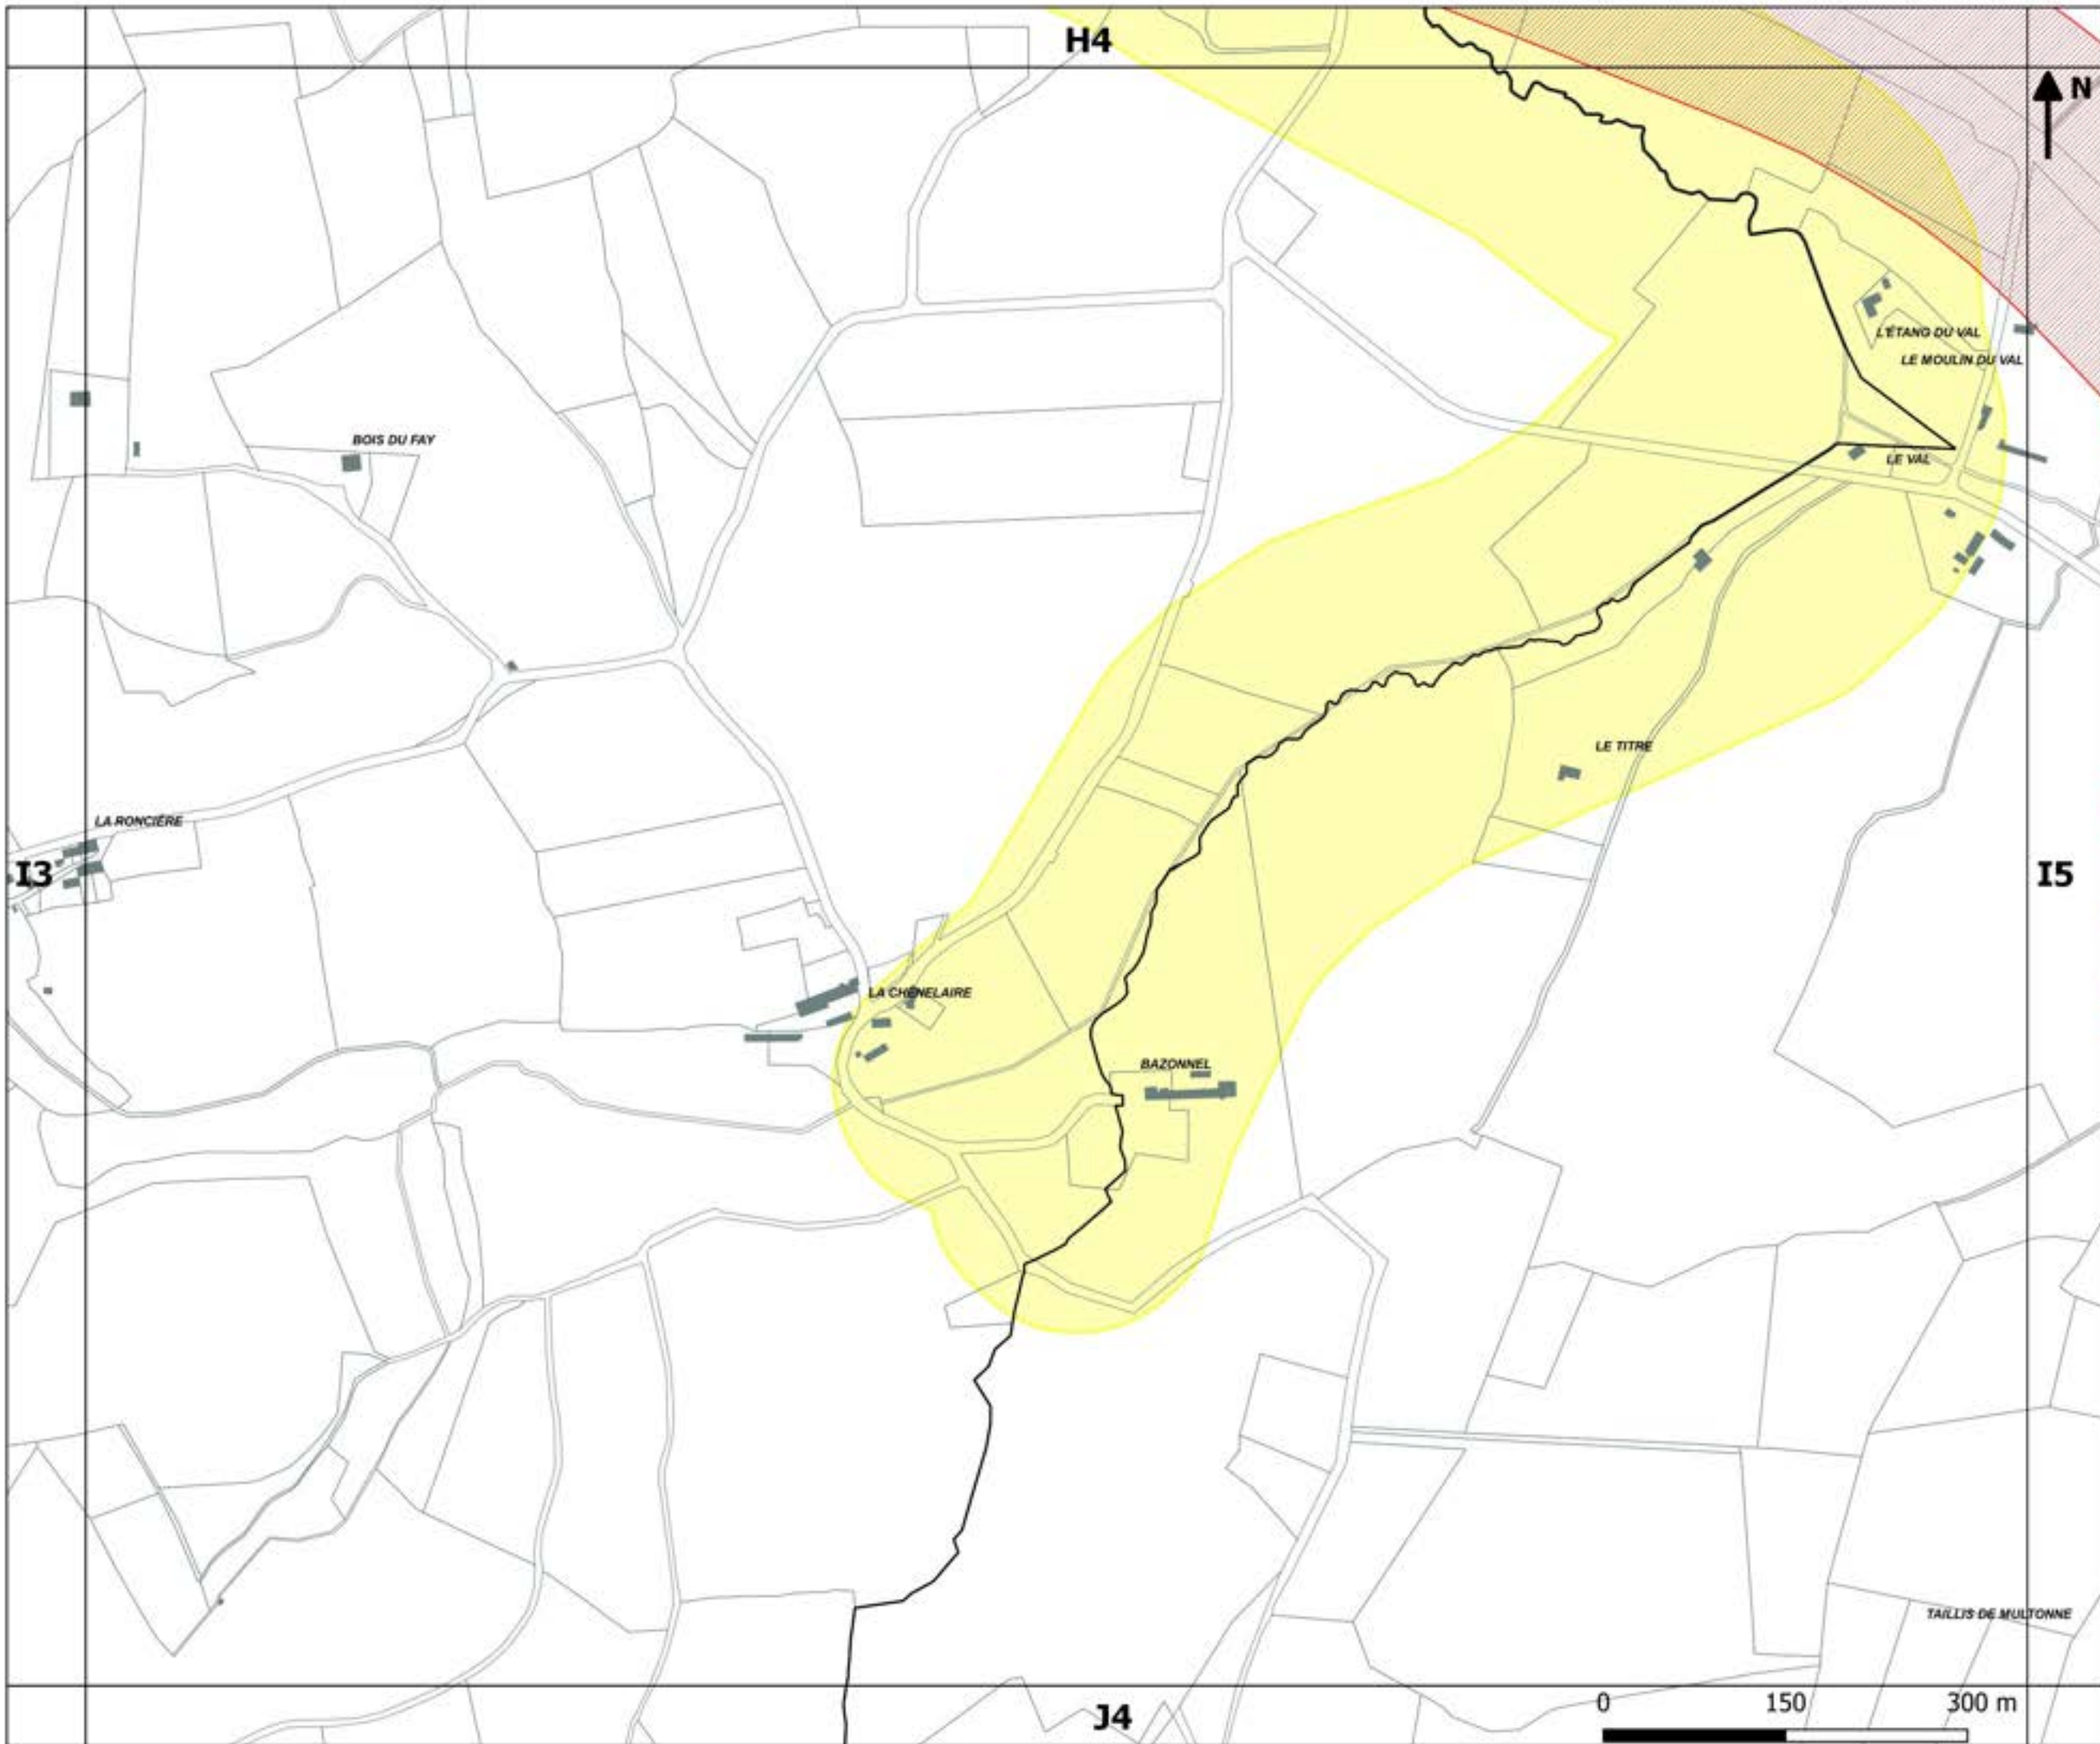 H4
N
L'ÉTANG DU VAL
LE MOULIN DU VAL
BOIS DU FAY
LE VAL
LE TITRE
LA RONCIÈRE
I3
I5
LA CHENELAIRE
BAZONNEL
TAILLIS DE MULTONNE
0 150 300 m
J4